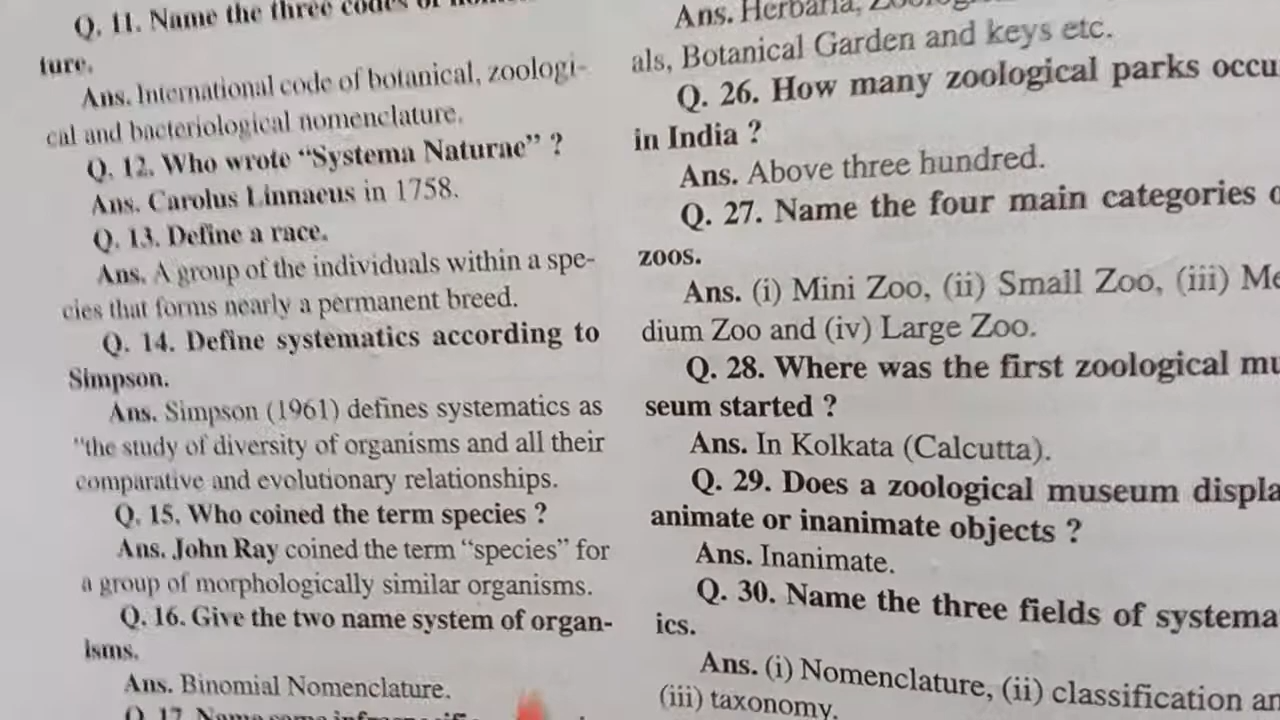 Q. 11. Name the three codes of
ture.
Ans. International code of botanical, zoologi-
cal and bacteriological nomenclature.
Q. 12. Who wrote “Systema Naturae” ?
Ans. Carolus Linnaeus in 1758.
Q. 13. Define a race.
Ans. A group of the individuals within a spe-
cies that forms nearly a permanent breed.
Q. 14. Define systematics according to
Simpson.
Ans. Simpson (1961) defines systematics as
“the study of diversity of organisms and all their
comparative and evolutionary relationships.
Q. 15. Who coined the term species ?
Ans. John Ray coined the term “species” for
a group of morphologically similar organisms.
Q. 16. Give the two name system of organ-
isms.
Ans. Binomial Nomenclature.
Q. 17. Name some
Ans. Herbaria,
als, Botanical Garden and keys etc.
Q. 26. How many zoological parks occu
in India ?
Ans. Above three hundred.
Q. 27. Name the four main categories o
zoos.
Ans. (i) Mini Zoo, (ii) Small Zoo, (iii) Me
dium Zoo and (iv) Large Zoo.
Q. 28. Where was the first zoological mu
seum started ?
Ans. In Kolkata (Calcutta).
Q. 29. Does a zoological museum displa
animate or inanimate objects ?
Ans. Inanimate.
Q. 30. Name the three fields of systema
ics.
Ans. (i) Nomenclature, (ii) classification an
(iii) taxonomy.